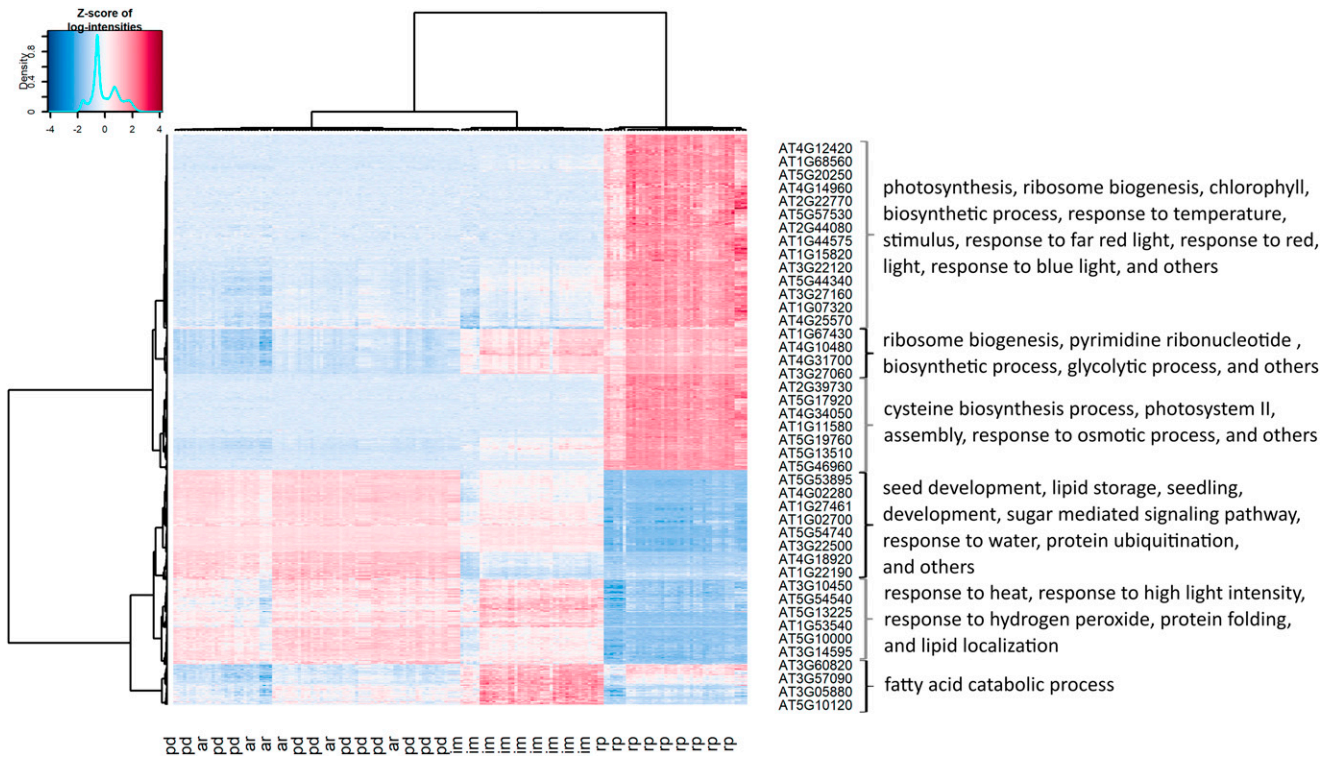 Z-score of
log-intensities
Density
0 0.4 0.8
-4 -2 0 2 4
AT4G12420
AT1G68560
AT5G20250
AT4G14960
AT2G22770
AT5G57530
AT2G44080
AT1G44575
AT1G15820
AT3G22120
AT5G44340
AT3G27160
AT1G07320
AT4G25570
AT1G67430
AT4G10480
AT4G31700
AT3G27060
AT2G39730
AT5G17920
AT4G34050
AT1G11580
AT5G19760
AT5G13510
AT5G46960
AT5G53895
AT4G02280
AT1G27461
AT1G02700
AT5G54740
AT3G22500
AT4G18920
AT1G22190
AT3G10450
AT5G54540
AT5G13225
AT1G53540
AT5G10000
AT3G14595
AT3G60820
AT3G57090
AT3G05880
AT5G10120
photosynthesis, ribosome biogenesis, chlorophyll,
biosynthetic process, response to temperature,
stimulus, response to far red light, response to red,
light, response to blue light, and others
ribosome biogenesis, pyrimidine ribonucleotide ,
biosynthetic process, glycolytic process, and others
cysteine biosynthesis process, photosystem II,
assembly, response to osmotic process, and others
seed development, lipid storage, seedling,
development, sugar mediated signaling pathway,
response to water, protein ubiquitination,
and others
response to heat, response to high light intensity,
response to hydrogen peroxide, protein folding,
and lipid localization
fatty acid catabolic process
pd pd ar pd pd ar ar ar pd pd ar pd pd pd ar pd pd pd im im im im im im im im im rp rp rp rp rp rp rp rp rp